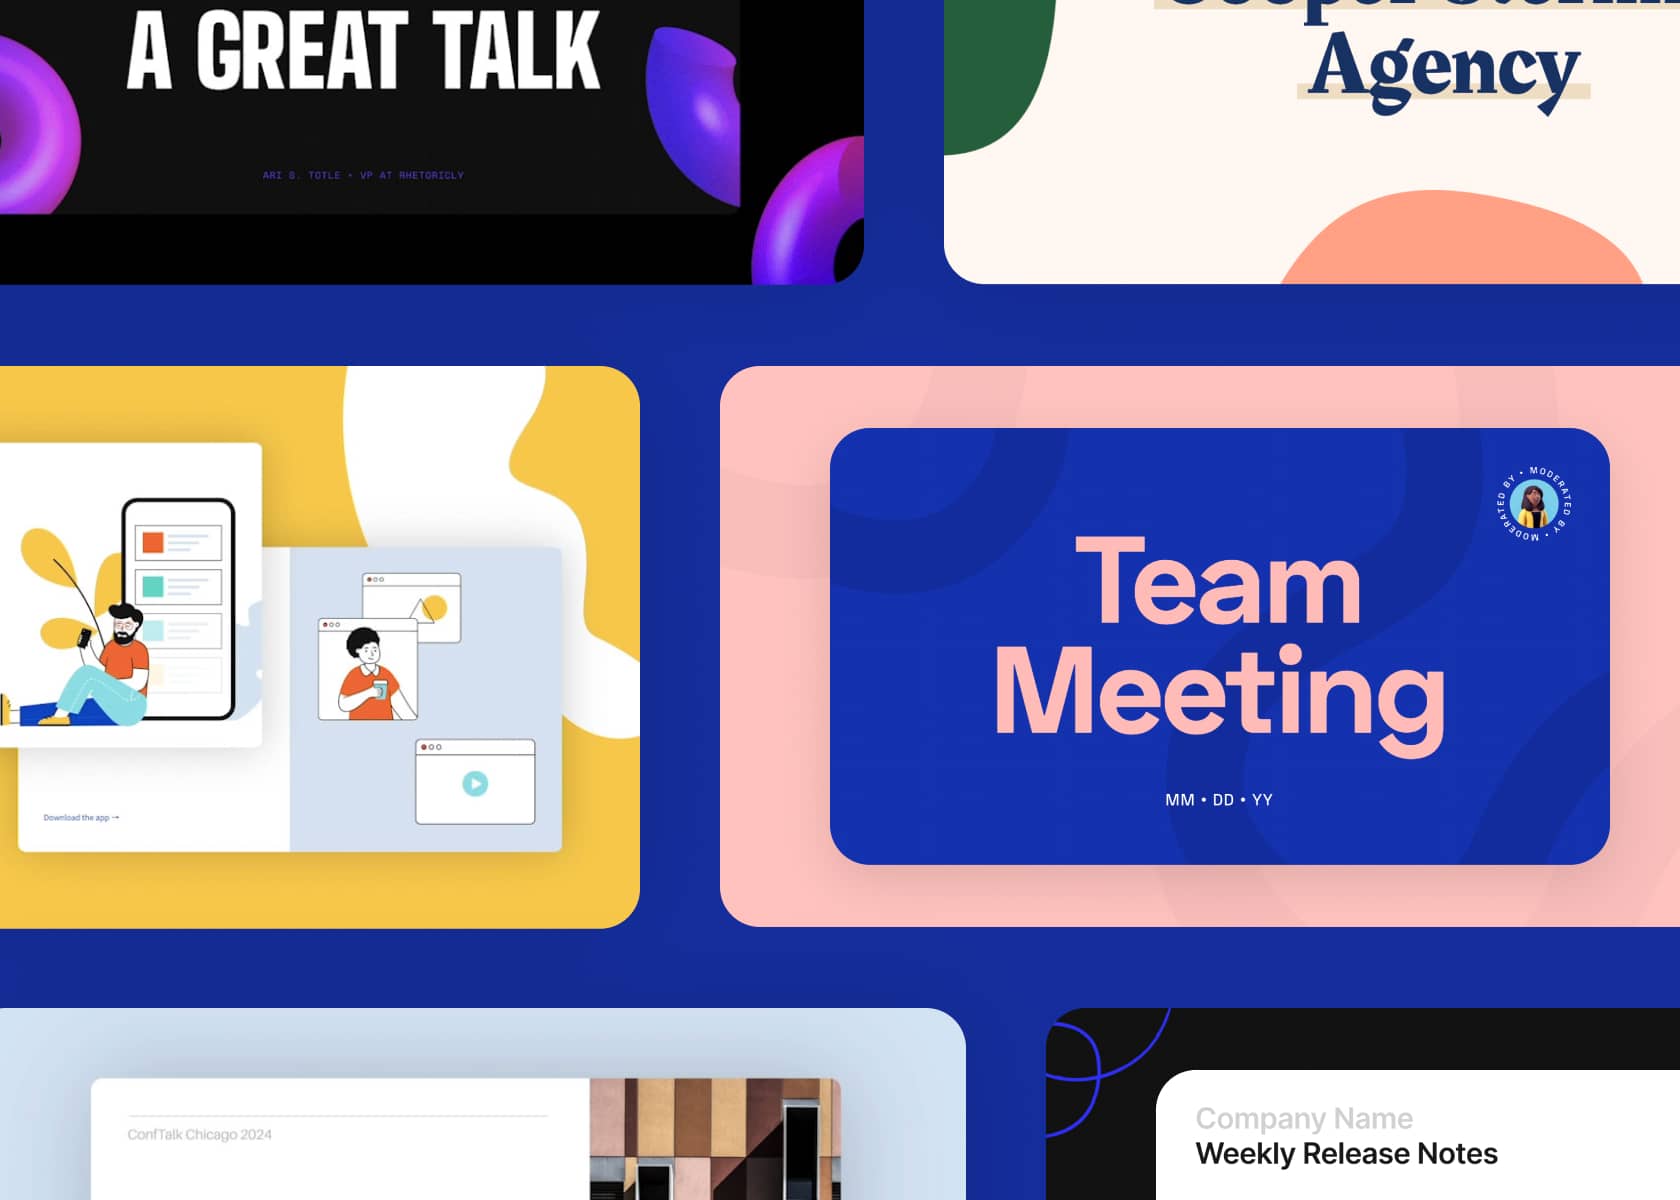 A GREAT TALK
ARI S. TOTLE • VP AT RHETORICLY
Agency
MODERATED BY • MODERATED BY •
Team
Meeting
MM • DD • YY
Download the app →
ConfTalk Chicago 2024
Company Name
Weekly Release Notes